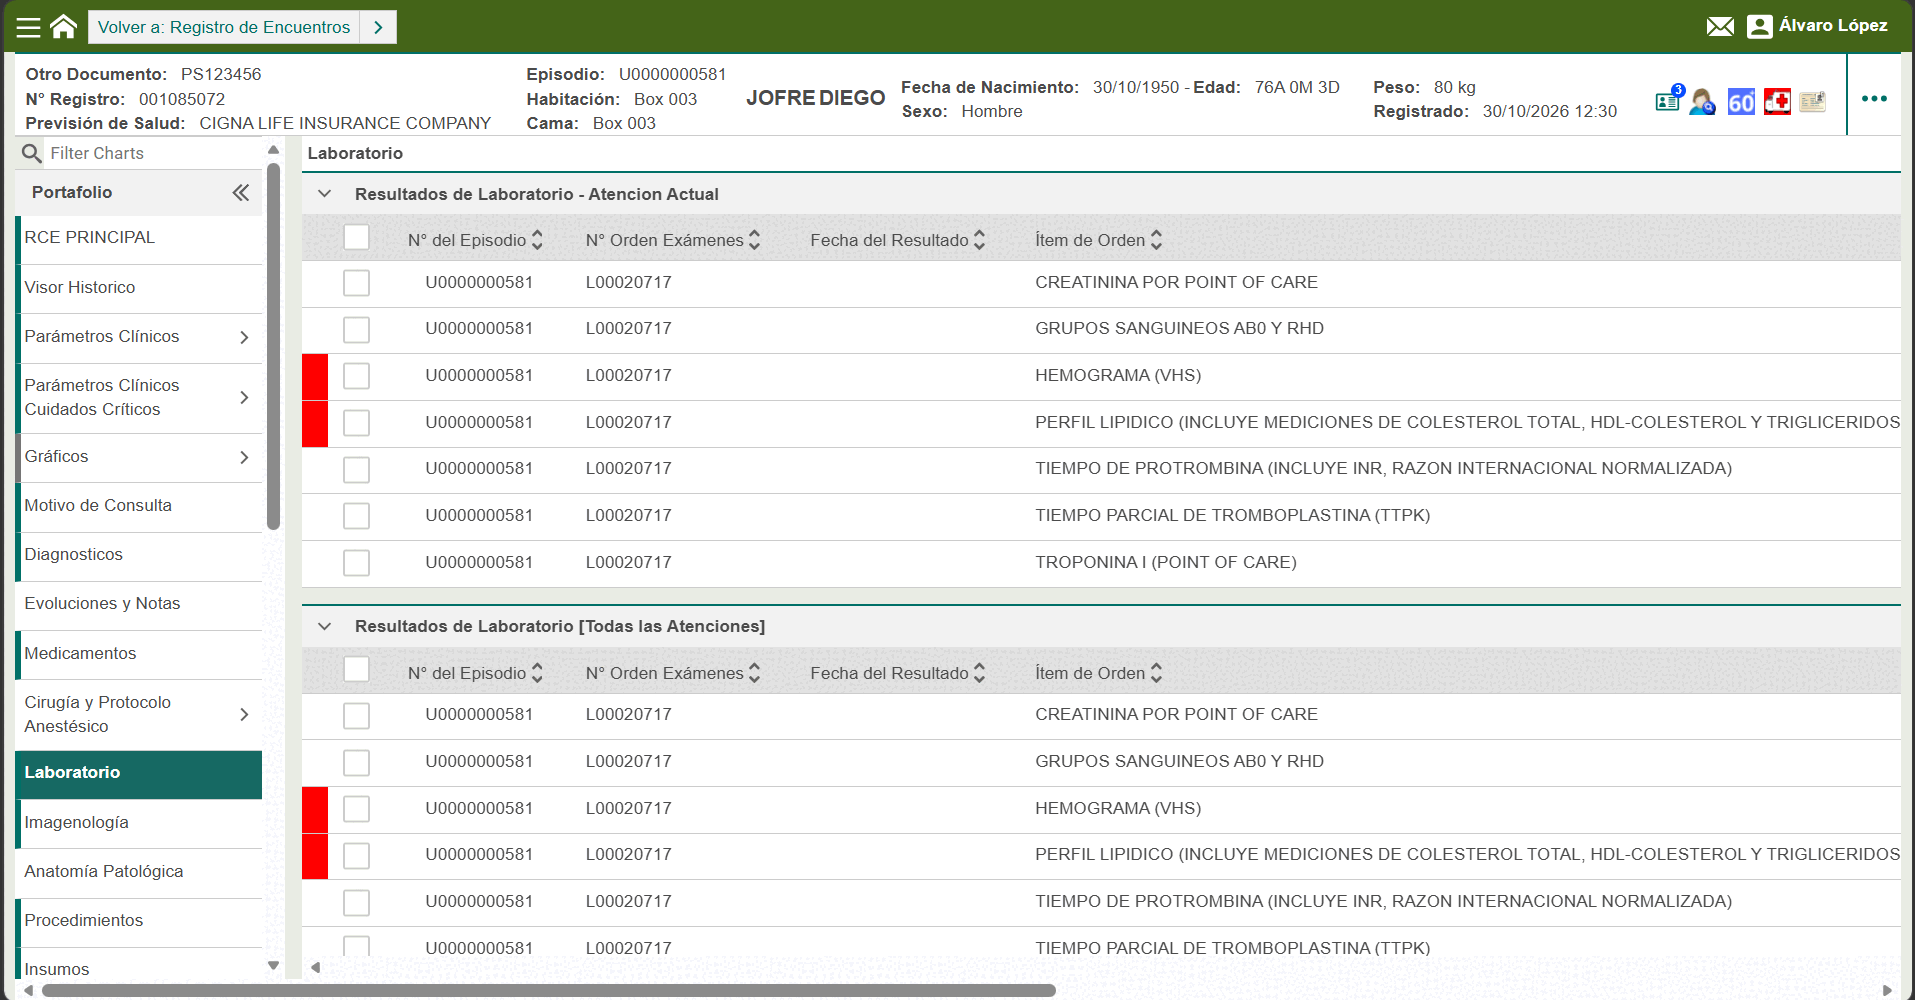 Volver a: Registro de Encuentros
Álvaro López
Otro Documento: PS123456
N° Registro: 001085072
Previsión de Salud: CIGNA LIFE INSURANCE COMPANY
Episodio: U0000000581
Habitación: Box 003
Cama: Box 003
JOFRE DIEGO
Fecha de Nacimiento: 30/10/1950 - Edad: 76A 0M 3D
Sexo: Hombre
Peso: 80 kg
Registrado: 30/10/2026 12:30
3
60
Filter Charts
Portafolio
RCE PRINCIPAL
Visor Historico
Parámetros Clínicos
Parámetros Clínicos
Cuidados Críticos
Gráficos
Motivo de Consulta
Diagnosticos
Evoluciones y Notas
Medicamentos
Cirugía y Protocolo
Anestésico
Laboratorio
Imagenología
Anatomía Patológica
Procedimientos
Insumos
Laboratorio
Resultados de Laboratorio - Atencion Actual
N° del Episodio N° Orden Exámenes Fecha del Resultado Ítem de Orden
U0000000581 L00020717 CREATININA POR POINT OF CARE
U0000000581 L00020717 GRUPOS SANGUINEOS AB0 Y RHD
U0000000581 L00020717 HEMOGRAMA (VHS)
U0000000581 L00020717 PERFIL LIPIDICO (INCLUYE MEDICIONES DE COLESTEROL TOTAL, HDL-COLESTEROL Y TRIGLICERIDOS
U0000000581 L00020717 TIEMPO DE PROTROMBINA (INCLUYE INR, RAZON INTERNACIONAL NORMALIZADA)
U0000000581 L00020717 TIEMPO PARCIAL DE TROMBOPLASTINA (TTPK)
U0000000581 L00020717 TROPONINA I (POINT OF CARE)
Resultados de Laboratorio [Todas las Atenciones]
N° del Episodio N° Orden Exámenes Fecha del Resultado Ítem de Orden
U0000000581 L00020717 CREATININA POR POINT OF CARE
U0000000581 L00020717 GRUPOS SANGUINEOS AB0 Y RHD
U0000000581 L00020717 HEMOGRAMA (VHS)
U0000000581 L00020717 PERFIL LIPIDICO (INCLUYE MEDICIONES DE COLESTEROL TOTAL, HDL-COLESTEROL Y TRIGLICERIDOS
U0000000581 L00020717 TIEMPO DE PROTROMBINA (INCLUYE INR, RAZON INTERNACIONAL NORMALIZADA)
U0000000581 L00020717 TIEMPO PARCIAL DE TROMBOPLASTINA (TTPK)